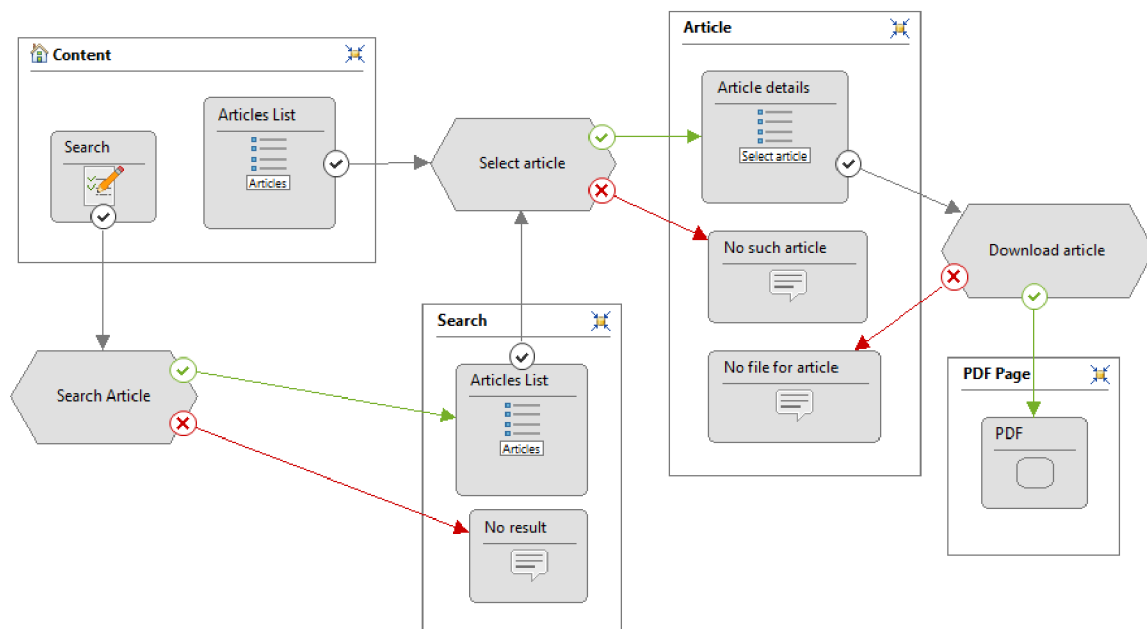 Content
Search
Articles List
Articles
Select article
Article
Article details
Select article
No such article
No file for article
Download article
Search Article
Search
Articles List
Articles
No result
PDF Page
PDF